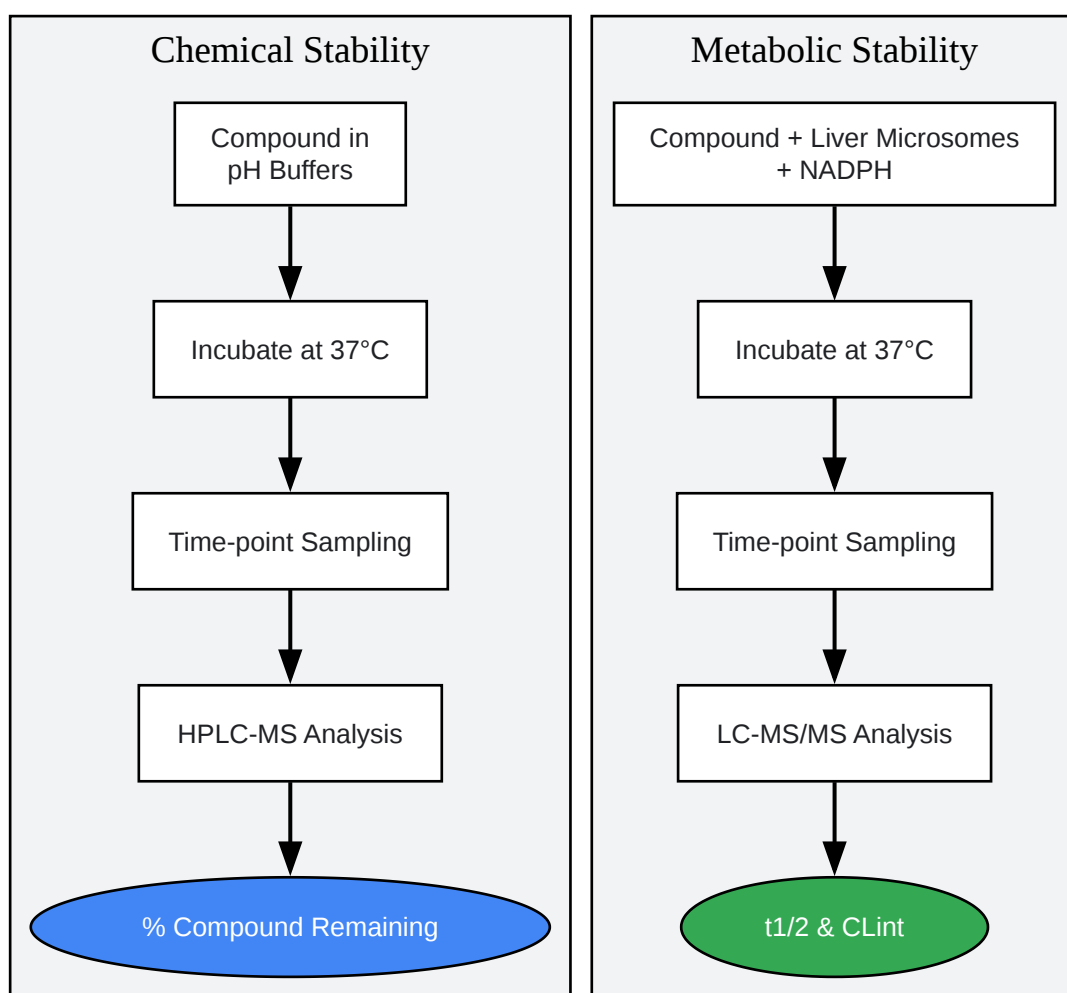 Chemical Stability
Compound in
pH Buffers
Incubate at 37°C
Time-point Sampling
HPLC-MS Analysis
% Compound Remaining
Metabolic Stability
Compound + Liver Microsomes
+ NADPH
Incubate at 37°C
Time-point Sampling
LC-MS/MS Analysis
t1/2 & CLint